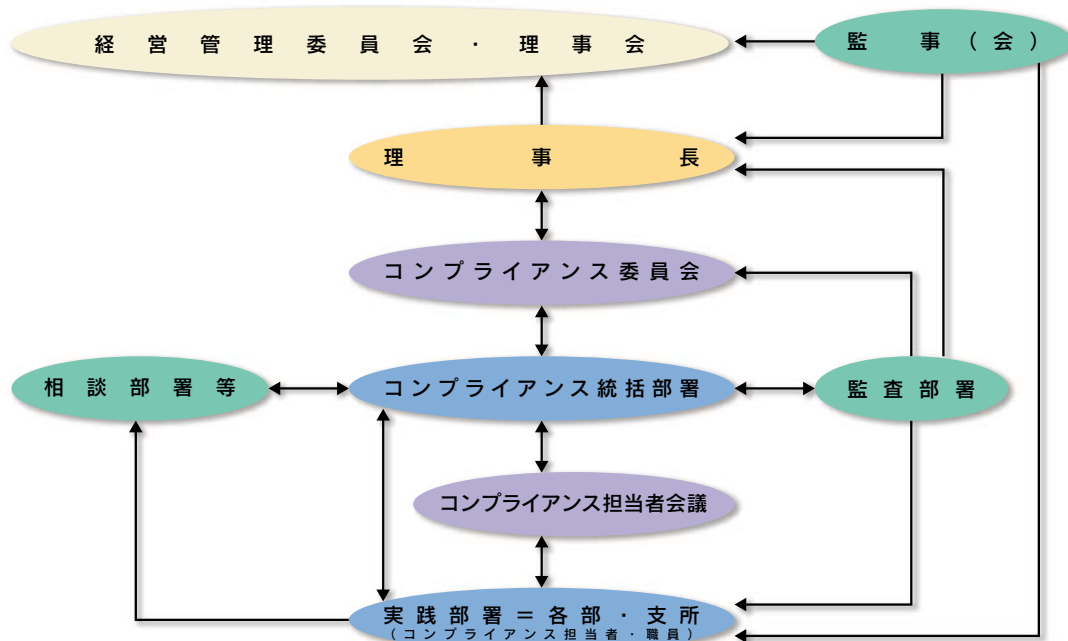 経営管理委員会・理事会
監事(会)
理事長
コンプライアンス委員会
相談部署等
コンプライアンス統括部署
監査部署
コンプライアンス担当者会議
実践部署=各部・支所
(コンプライアンス担当者・職員)